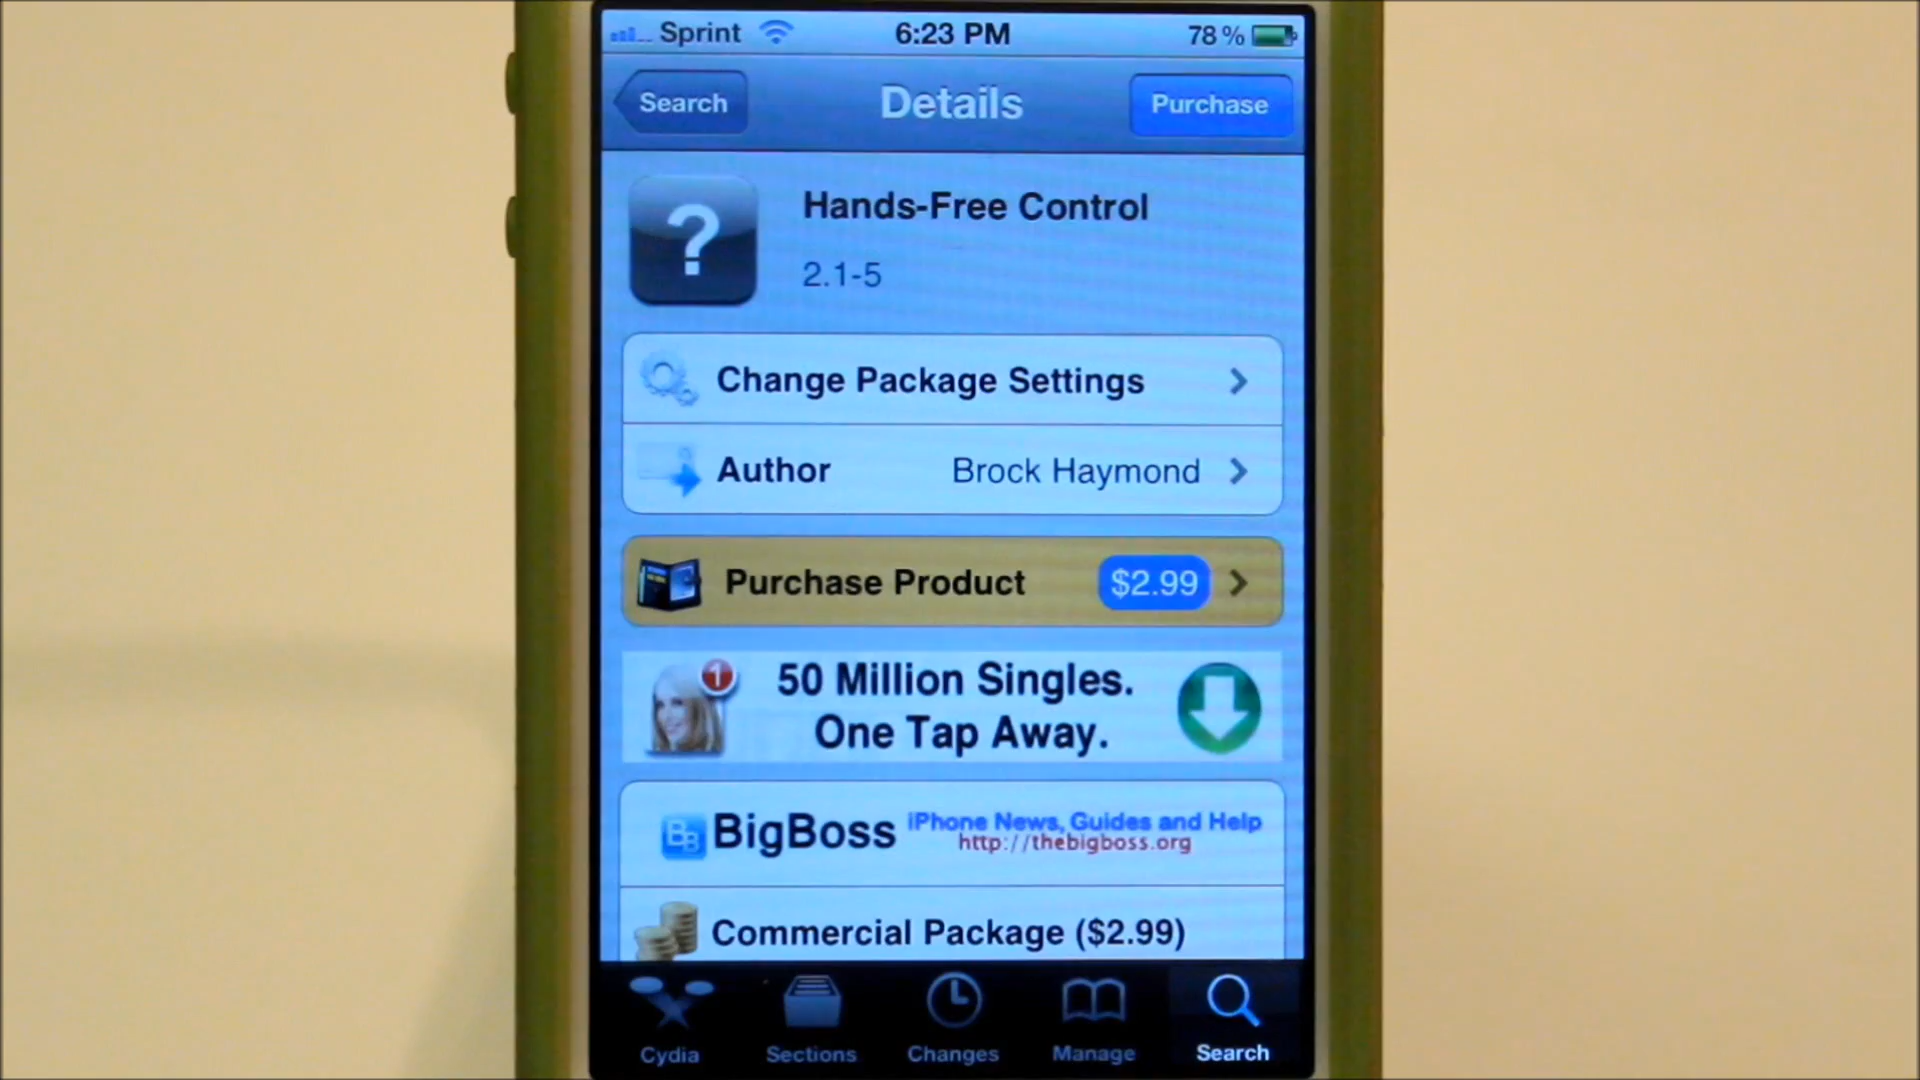 Sprint 6:23 PM 78 %
Search Details Purchase
?
Hands-Free Control
2.1-5
Change Package Settings
Author Brock Haymond
Purchase Product $2.99
1
50 Million Singles.
One Tap Away.
BB BigBoss iPhone News, Guides and Help
http://thebigboss.org
Commercial Package ($2.99)
Cydia Sections Changes Manage Search